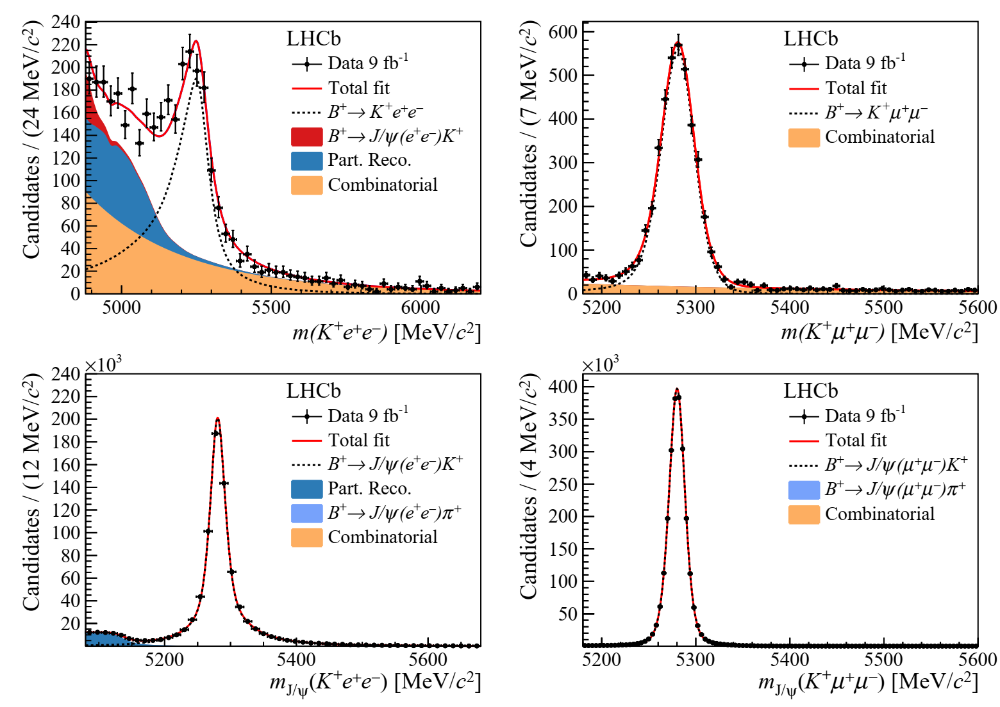 240
220
200
180
160
140
120
100
80
60
40
20
0
5000
5500
6000
Candidates / (24 MeV/c²)
m(K⁺e⁺e⁻) [MeV/c²]
LHCb
Data 9 fb⁻¹
Total fit
B⁺→ K⁺e⁺e⁻
B⁺→ J/ψ(e⁺e⁻)K⁺
Part. Reco.
Combinatorial
600
500
400
300
200
100
0
5200
5300
5400
5500
5600
Candidates / (7 MeV/c²)
m(K⁺μ⁺μ⁻) [MeV/c²]
LHCb
Data 9 fb⁻¹
Total fit
B⁺→ K⁺μ⁺μ⁻
Combinatorial
×10³
240
220
200
180
160
140
120
100
80
60
40
20
5200
5400
5600
Candidates / (12 MeV/c²)
m_J/ψ(K⁺e⁺e⁻) [MeV/c²]
LHCb
Data 9 fb⁻¹
Total fit
B⁺→ J/ψ(e⁺e⁻)K⁺
Part. Reco.
B⁺→ J/ψ(e⁺e⁻)π⁺
Combinatorial
×10³
400
350
300
250
200
150
100
50
5200
5300
5400
5500
5600
Candidates / (4 MeV/c²)
m_J/ψ(K⁺μ⁺μ⁻) [MeV/c²]
LHCb
Data 9 fb⁻¹
Total fit
B⁺→ J/ψ(μ⁺μ⁻)K⁺
B⁺→ J/ψ(μ⁺μ⁻)π⁺
Combinatorial